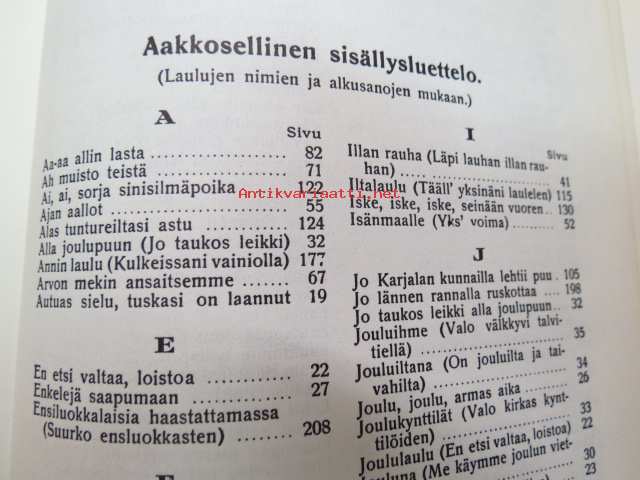 Aakkosellinen sisällysluettelo.
(Laulujen nimien ja alkusanojen mukaan.)
A
Sivu
Aa-aa allin lasta 82
Ah muisto teistä 71
Ai, ai, sorja sinisilmäpoika 122
Ajan aallot 55
Alas tuntureiltasi astu 124
Alla joulupuun (Jo taukos leikki) 32
Annin laulu (Kulkeissani vainiolla) 177
Arvon mekin ansaitsemme 67
Autuas sielu, tuskasi on laannut 19
E
En etsi valtaa, loistoa 22
Enkelejä saapumaan 27
Ensiluokkalaisia haastattamassa
(Suurko ensluokkasten) 208
I
Sivu
Illan rauha (Läpi lauhan illan rau-
han) 41
Iltalaulu (Tääll' yksinäni laulelen) 115
Iske, iske, iske, seinään vuoren 130
Isänmaalle (Yks' voima) 52
J
Jo Karjalan kunnailla lehtii puu 105
Jo lännen rannalla ruskottaa 198
Jo taukos leikki alla joulupuun 32
Jouluihme (Valo välkkyvi talvi-
tiellä) 35
Jouluiltana (On jouluilta ja tai-
vahilta) 34
Joulu, joulu, armas aika 26
Joulukynttilät (Valo kirkas kynt-
tilöiden) 33
Joululaulu (En etsi valtaa, loistoa) 22
(Me käymme joulun viet-
Antikvariaatti.net